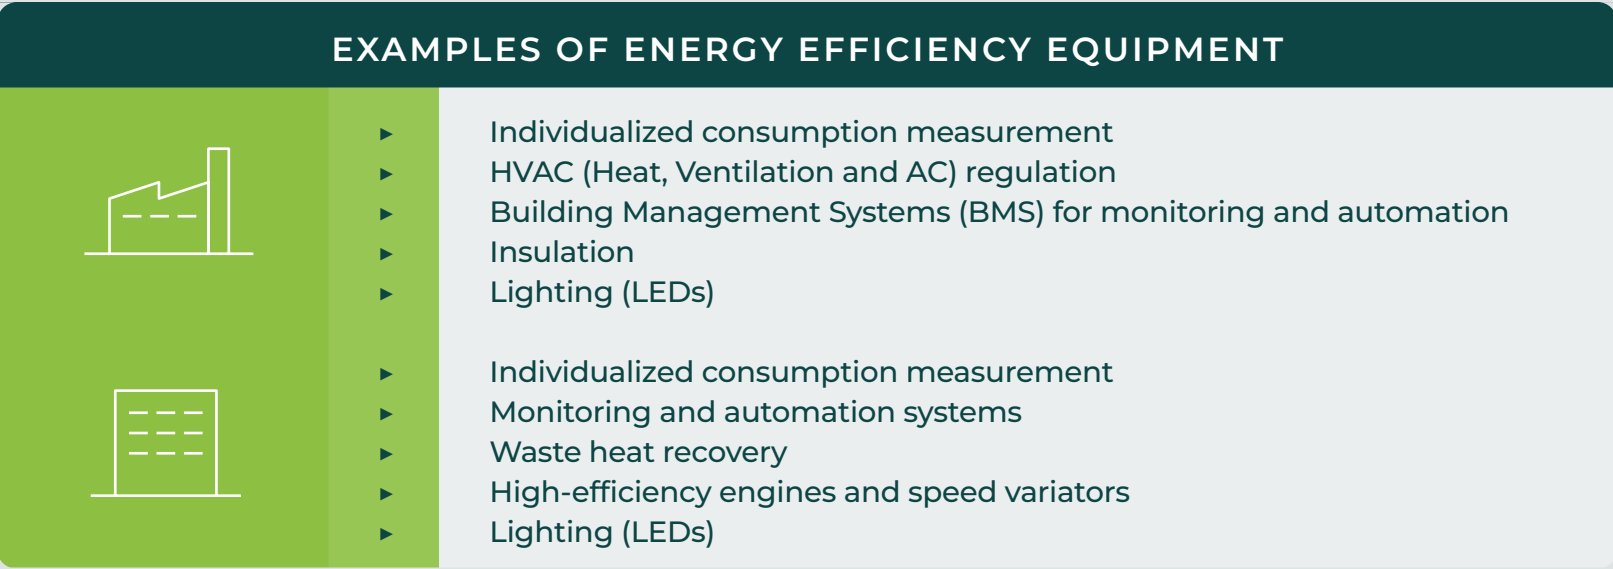 EXAMPLES OF ENERGY EFFICIENCY EQUIPMENT
► Individualized consumption measurement
► HVAC (Heat, Ventilation and AC) regulation
► Building Management Systems (BMS) for monitoring and automation
► Insulation
► Lighting (LEDs)
► Individualized consumption measurement
► Monitoring and automation systems
► Waste heat recovery
► High-efficiency engines and speed variators
► Lighting (LEDs)